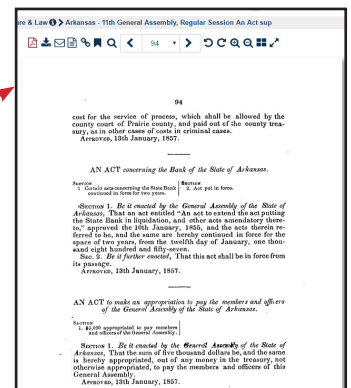 re & Law Arkansas - 11th General Assembly, Regular Session An Act sup
94
94
cost for the service of process, which shall be allowed by the
county court of Prairie county, and paid out of the county trea-
sury, as in other cases of costs in criminal cases.
Approved, 13th January, 1857.
AN ACT concerning the Bank of the State of Arkansas.
Section
1 Certain acts concerning the State Bank
continued in force for two years.
Section
2. Act put in force.
Section 1. Be it enacted by the General Assembly of the State of
Arkansas, That an act entitled "An act to extend the act putting
the State Bank in liquidation, and other acts amendatory there-
to," approved the 10th January, 1855, and the acts therein re-
ferred to be, and the same are hereby continued in force for the
space of two years, from the twelfth day of January, one thou-
sand eight hundred and fifty-seven.
Sec. 2. Be it further enacted, That this act shall be in force from
its passage.
Approved, 13th January, 1857.
AN ACT to make an appropriation to pay the members and officers
of the General Assembly of the State of Arkansas.
Section
1. $5,000 appropriated to pay members
and officers of the General Assembly.
Section 1. Be it enacted by the General Assembly of the State of
Arkansas, That the sum of five thousand dollars be, and the same
is hereby appropriated, out of any money in the treasury, not
otherwise appropriated, to pay the members and officers of this
General Assembly.
Approved, 13th January, 1857.